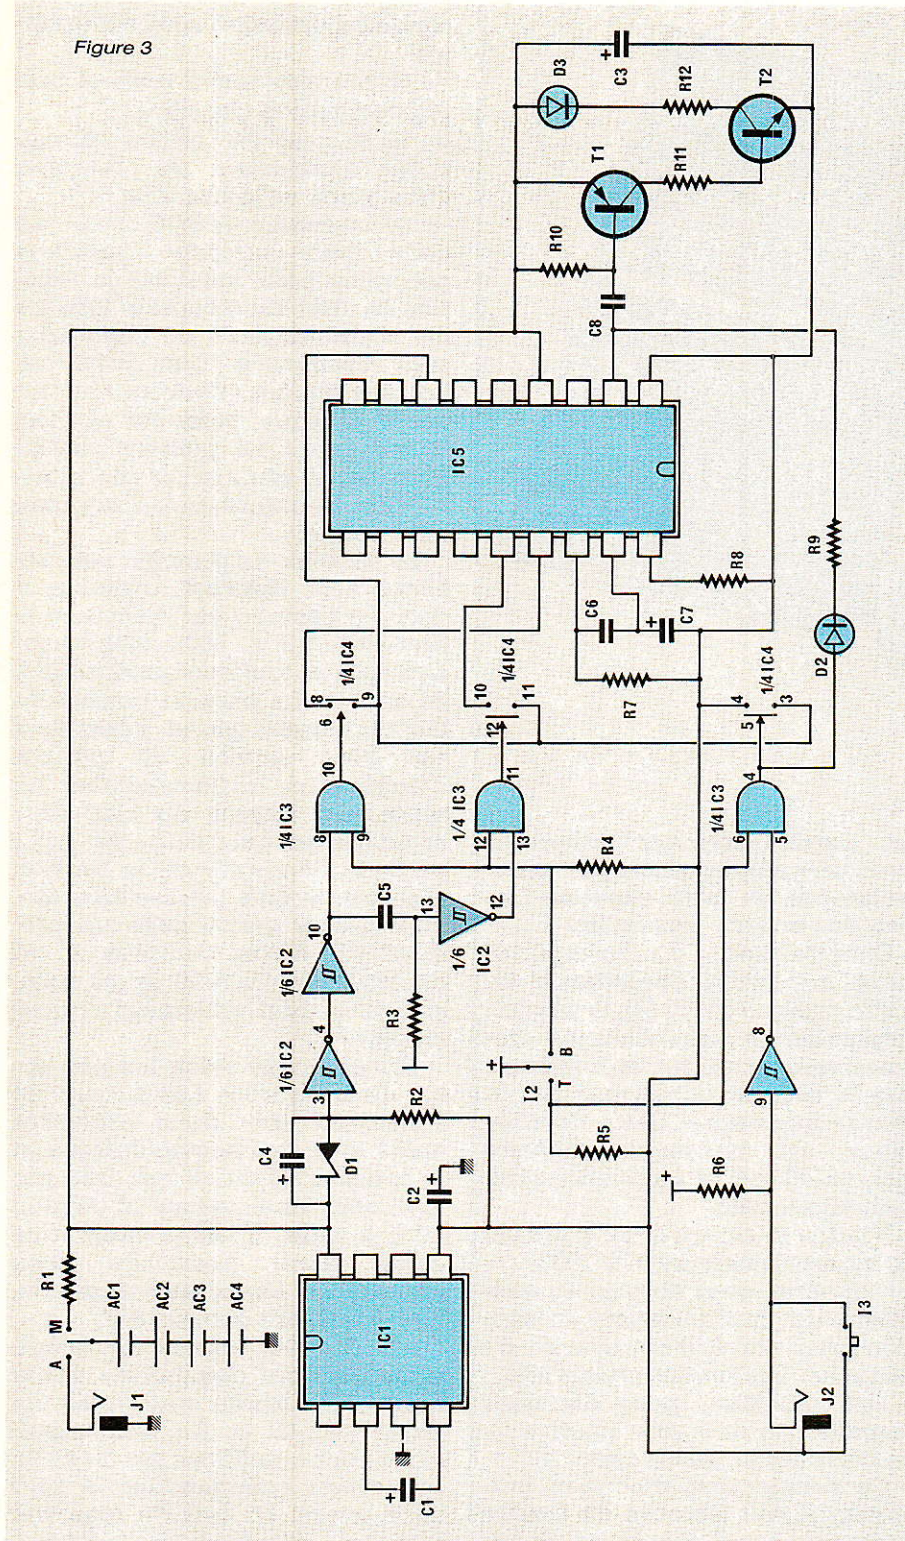 Figure 3
C3
D3
R12
T2
T1
R11
R10
C8
IC5
R9
D2
R8
C6
C7
R7
1/4 IC4
8
6
9
1/4 IC4
10
12
11
1/4 IC4
4
5
3
1/4 IC3
8
9
10
1/4 IC3
12
13
11
1/4 IC3
6
5
4
R4
C5
1/6 IC2
10
1/6 IC2
3
4
13
12
1/6
IC2
R3
R2
I2
B
T
R5
8
9
R6
C4
D1
C2
R1
M
A
AC1
AC2
AC3
AC4
J1
IC1
C1
J2
I3
+
+
+
+
+
+
+